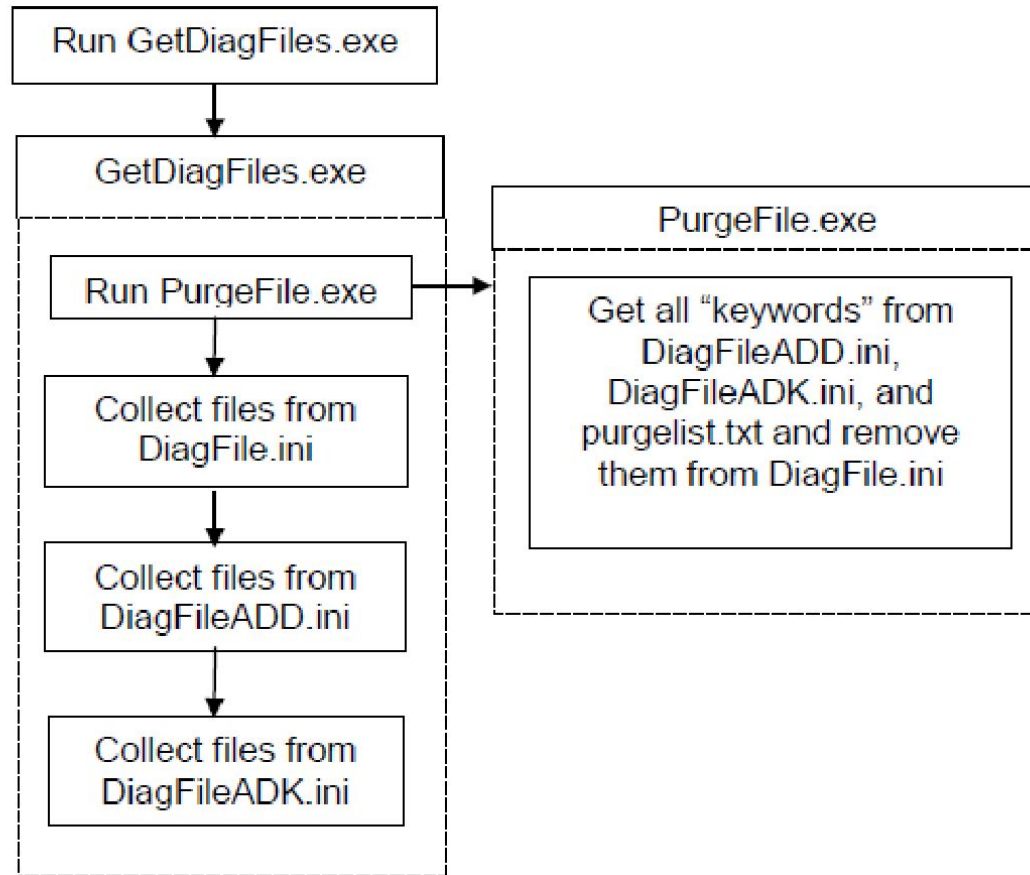 Run GetDiagFiles.exe
GetDiagFiles.exe
Run PurgeFile.exe
Collect files from
DiagFile.ini
Collect files from
DiagFileADD.ini
Collect files from
DiagFileADK.ini
PurgeFile.exe
Get all “keywords” from
DiagFileADD.ini,
DiagFileADK.ini, and
purgelist.txt and remove
them from DiagFile.ini